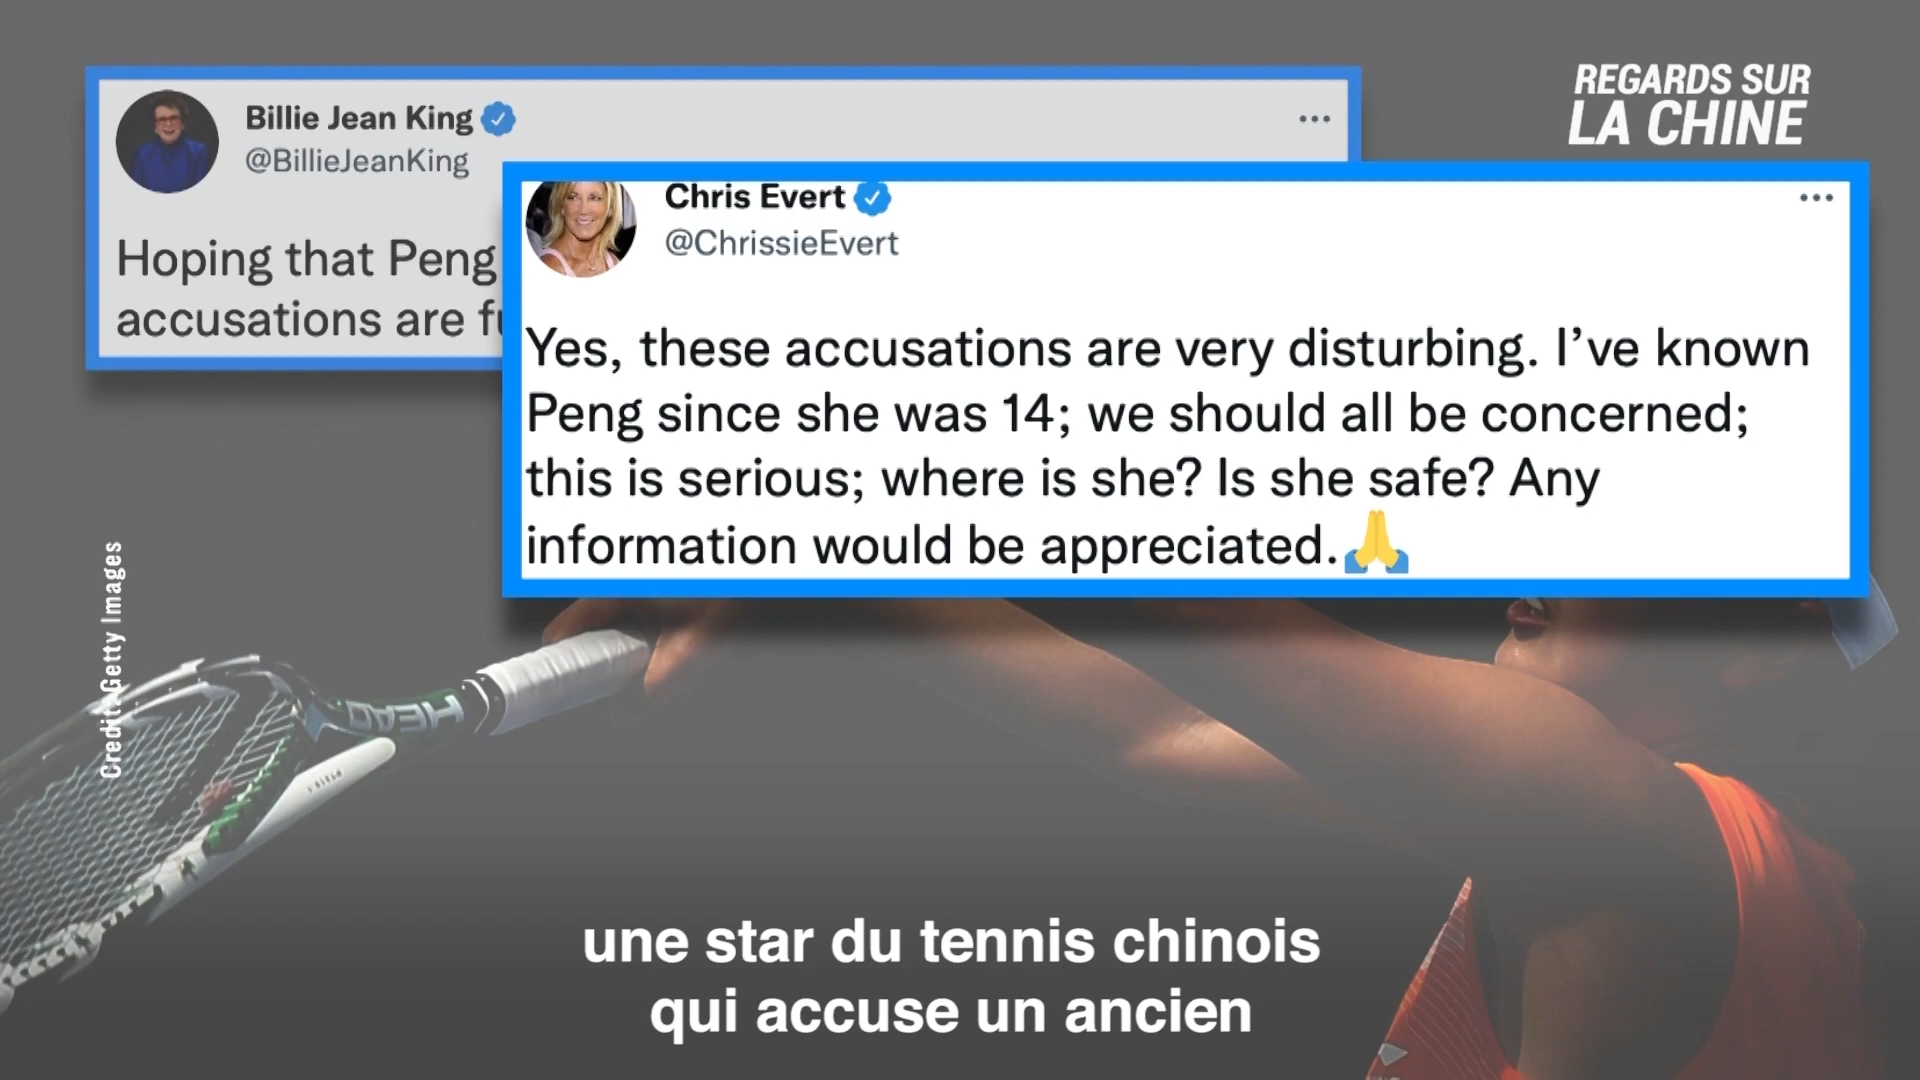 REGARDS SUR
LA CHINE
Billie Jean King
@BillieJeanKing
Hoping that Peng
accusations are
Chris Evert
@ChrissieEvert
Yes, these accusations are very disturbing. I’ve known
Peng since she was 14; we should all be concerned;
this is serious; where is she? Is she safe? Any
information would be appreciated.🙏
Credit: Getty Images
HEAD
une star du tennis chinois
qui accuse un ancien